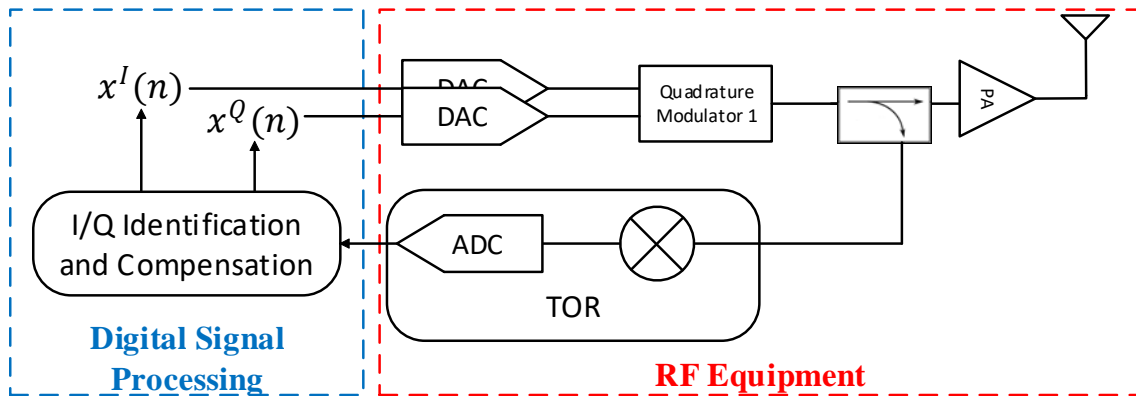 x^I(n)
x^Q(n)
DAC
DAC
Quadrature
Modulator 1
PA
I/Q Identification
and Compensation
ADC
TOR
Digital Signal
Processing
RF Equipment